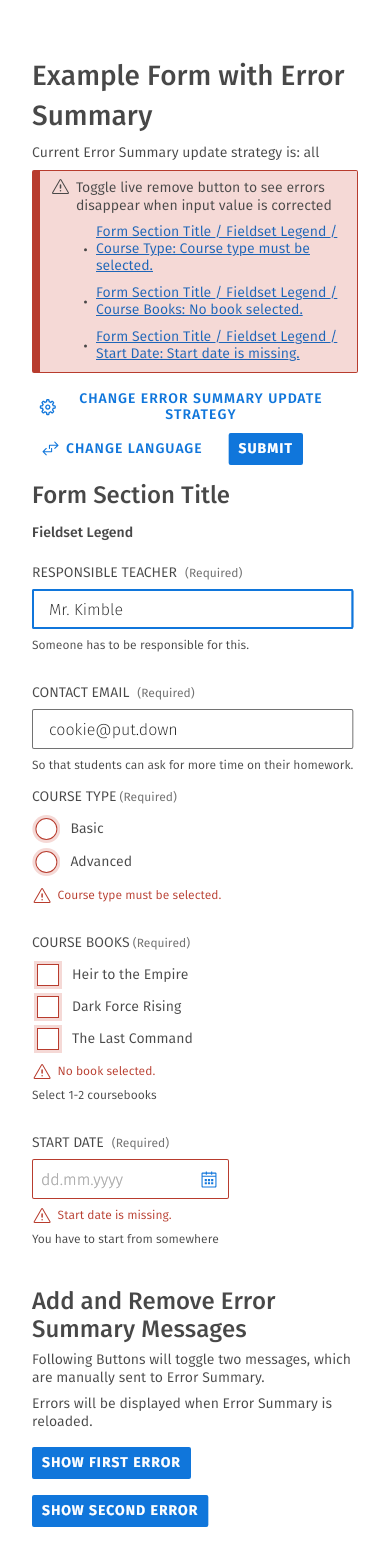 Example Form with Error
Summary
Current Error Summary update strategy is: all
Toggle live remove button to see errors
disappear when input value is corrected
Form Section Title / Fieldset Legend /
Course Type: Course type must be
selected.
Form Section Title / Fieldset Legend /
Course Books: No book selected.
Form Section Title / Fieldset Legend /
Start Date: Start date is missing.
CHANGE ERROR SUMMARY UPDATE
STRATEGY
CHANGE LANGUAGE SUBMIT
Form Section Title
Fieldset Legend
RESPONSIBLE TEACHER (Required)
Mr. Kimble
Someone has to be responsible for this.
CONTACT EMAIL (Required)
cookie@put.down
So that students can ask for more time on their homework.
COURSE TYPE (Required)
Basic
Advanced
Course type must be selected.
COURSE BOOKS (Required)
Heir to the Empire
Dark Force Rising
The Last Command
No book selected.
Select 1-2 coursebooks
START DATE (Required)
dd.mm.yyyy
Start date is missing.
You have to start from somewhere
Add and Remove Error
Summary Messages
Following Buttons will toggle two messages, which
are manually sent to Error Summary.
Errors will be displayed when Error Summary is
reloaded.
SHOW FIRST ERROR
SHOW SECOND ERROR